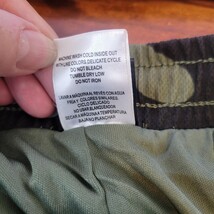 MACHINE WASH COLD INSIDE OUT
WITH LIKE COLORS, DELICATE CYCLE
DO NOT BLEACH
TUMBLE DRY LOW
DO NOT IRON
LAVAR A MAQUINA AL REVES CON AGUA
FRIA Y COLORES SIMILARES,
CICLO DELICADO
NO USAR BLANQUEADOR
SECAR A MAQUINA A TEMPERATURA
BAJA NO PLANCHAR